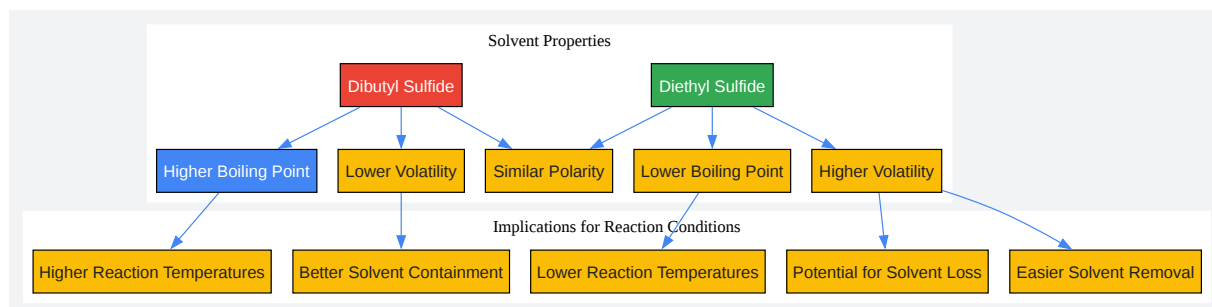 Solvent Properties
Dibutyl Sulfide
Diethyl Sulfide
Higher Boiling Point
Lower Volatility
Similar Polarity
Lower Boiling Point
Higher Volatility
Implications for Reaction Conditions
Higher Reaction Temperatures
Better Solvent Containment
Lower Reaction Temperatures
Potential for Solvent Loss
Easier Solvent Removal